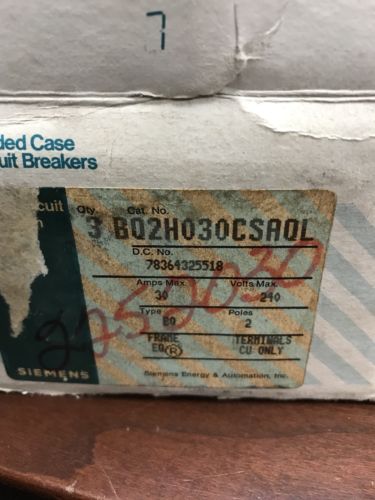 7
ded Case
uit Breakers
cuit
Qty.
Cat. No.
3
BQ2H030CSAQL
D.C. No.
78364325518
Amps Max.
Volts Max.
30
240
Type
Poles
EQ
2
FRAME
TERMINALS
EQ®
CU ONLY
SIEMENS
Siemens Energy & Automation, Inc.